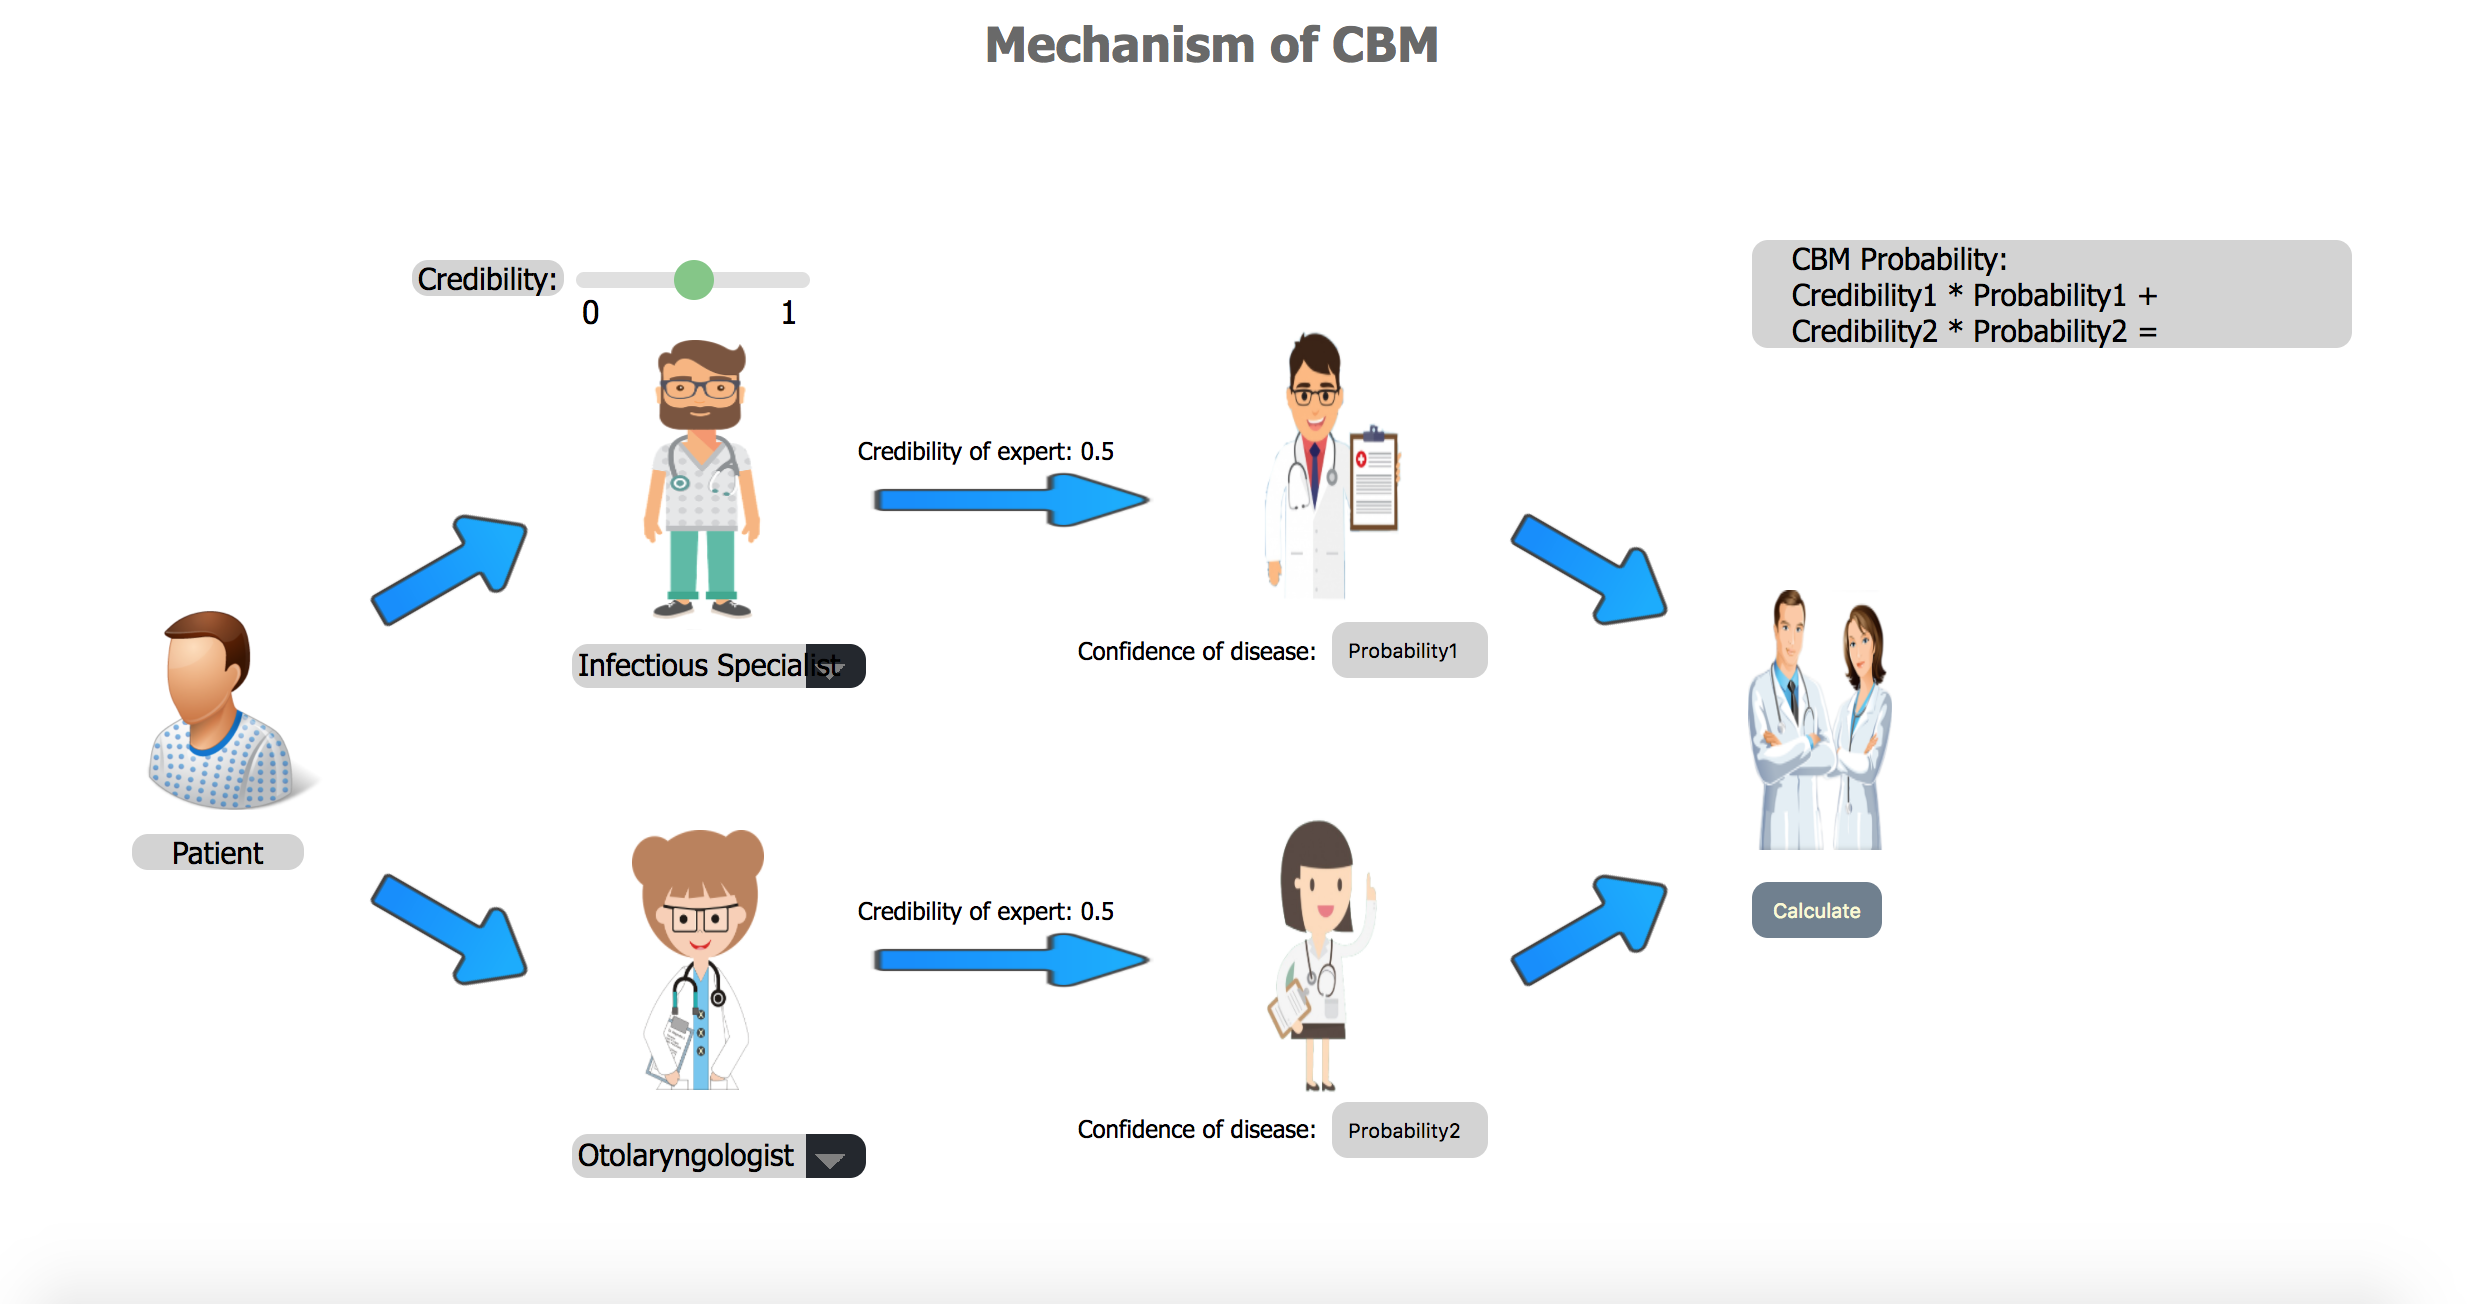 Mechanism of CBM
Credibility:
0 1
CBM Probability:
Credibility1 * Probability1 +
Credibility2 * Probability2 =
Credibility of expert: 0.5
Infectious Specialist
Confidence of disease: Probability1
Patient
Credibility of expert: 0.5
Calculate
Otolaryngologist
Confidence of disease: Probability2